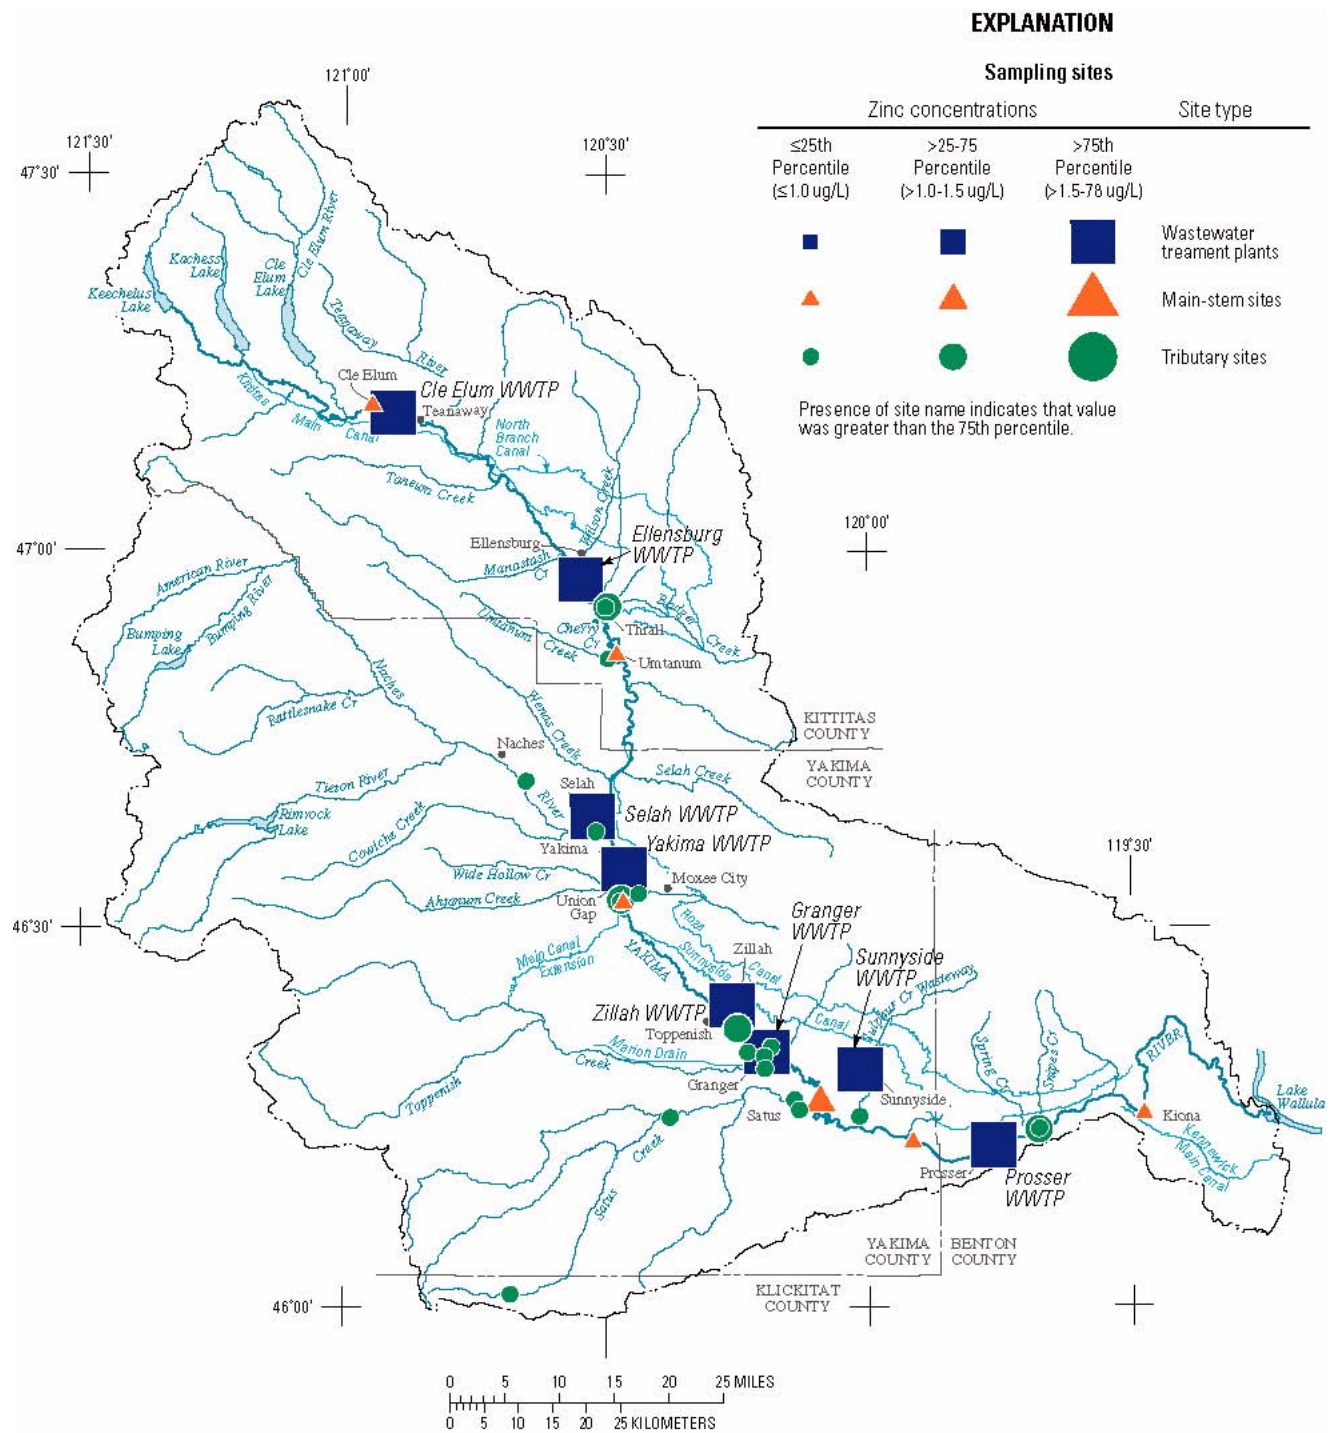 EXPLANATION
Sampling sites
Zinc concentrations
Site type
≤25th
Percentile
(≤1.0 ug/L)
>25-75
Percentile
(>1.0-1.5 ug/L)
>75th
Percentile
(>1.5-78 ug/L)
Wastewater
treament plants
Main-stem sites
Tributary sites
Presence of site name indicates that value
was greater than the 75th percentile.
121°00'
121°30'
47°30'
120°30'
Kachess
Lake
Cle
Elum
Lake
Cle Elum River
Keechelus
Lake
Teanaway
River
Cle Elum
Cle Elum WWTP
Teanaway
Kittitas
Main
Canal
North
Branch
Canal
Taneum Creek
Wilson Creek
120°00'
47°00'
Ellensburg
Ellensburg
WWTP
Manastash
Cr
American River
Bumping River
Bumping
Lake
Umtanum
Creek
Cherry
Cr
Thrall
Badger
Creek
Umtanum
Naches
River
Rattlesnake Cr
Wenas Creek
KITTITAS
COUNTY
YAKIMA
COUNTY
Naches
Selah
Selah Creek
Tieton River
Rimrock
Lake
Selah WWTP
Cowiche Creek
Yakima
Yakima WWTP
119°30'
Wide Hollow Cr
Moxee City
Ahtanum Creek
Union
Gap
46°30'
Granger
WWTP
Roza
Canal
Zillah
Sunnyside
WWTP
Main Canal
Extension
YAKIMA
Sunnyside
Canal
Sulphur Cr Wasteway
Zillah WWTP
Toppenish
Marion Drain
Toppenish
Creek
Granger
Spring Cr
Snipes Cr
RIVER
Lake
Wallula
Sunnyside
Satus
Kiona
Kennewick
Main Canal
Satus
Creek
Prosser
Prosser
WWTP
YAKIMA
COUNTY
BENTON
COUNTY
KLICKITAT
COUNTY
46°00'
0 5 10 15 20 25 MILES
0 5 10 15 20 25 KILOMETERS